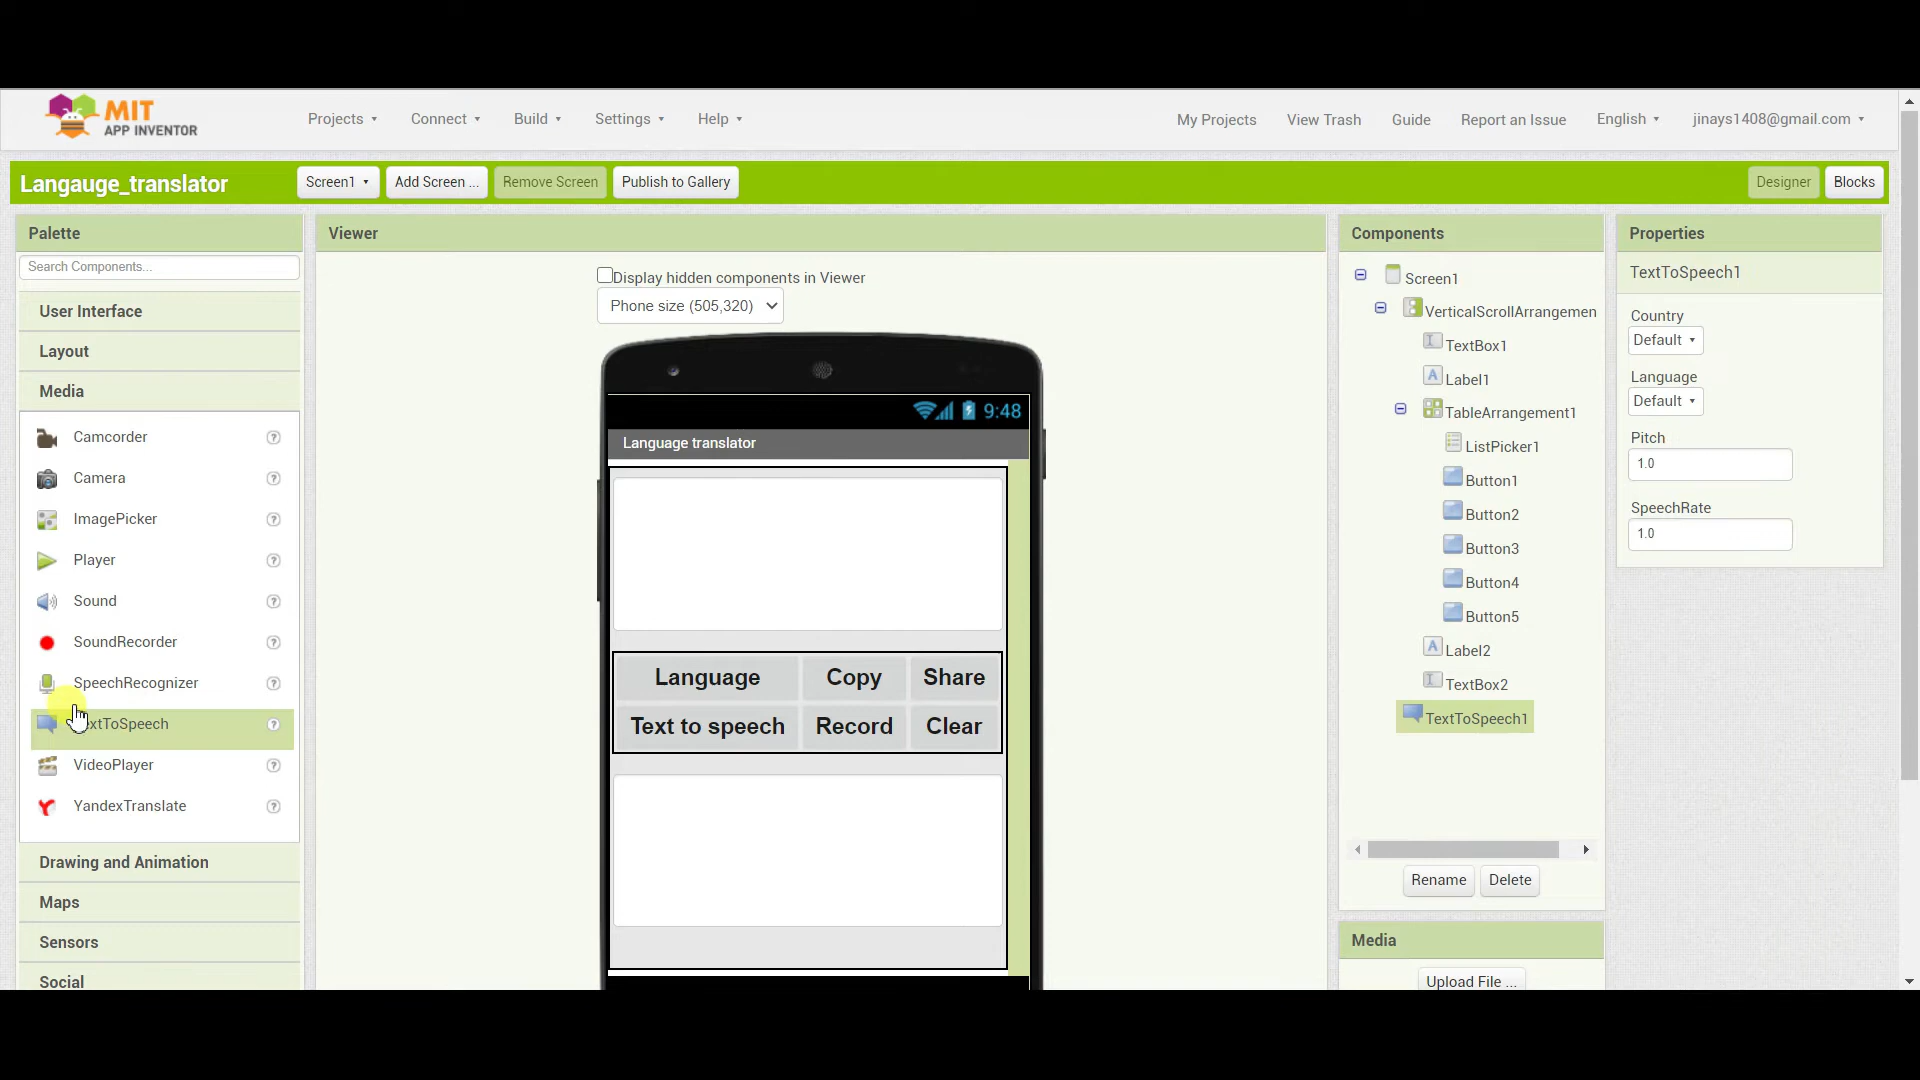 MIT
APP INVENTOR
Projects
Connect
Build
Settings
Help
My Projects
View Trash
Guide
Report an Issue
English
jinays1408@gmail.com
Langauge_translator
Screen1
Add Screen ...
Remove Screen
Publish to Gallery
Designer
Blocks
Palette
Search Components...
User Interface
Layout
Media
Camcorder
Camera
ImagePicker
Player
Sound
SoundRecorder
SpeechRecognizer
extToSpeech
VideoPlayer
YandexTranslate
Drawing and Animation
Maps
Sensors
Social
Viewer
Display hidden components in Viewer
Phone size (505,320)
9:48
Language translator
Language
Copy
Share
Text to speech
Record
Clear
Components
Screen1
VerticalScrollArrangemen
TextBox1
Label1
TableArrangement1
ListPicker1
Button1
Button2
Button3
Button4
Button5
Label2
TextBox2
TextToSpeech1
Rename
Delete
Media
Upload File ...
Properties
TextToSpeech1
Country
Default
Language
Default
Pitch
1.0
SpeechRate
1.0